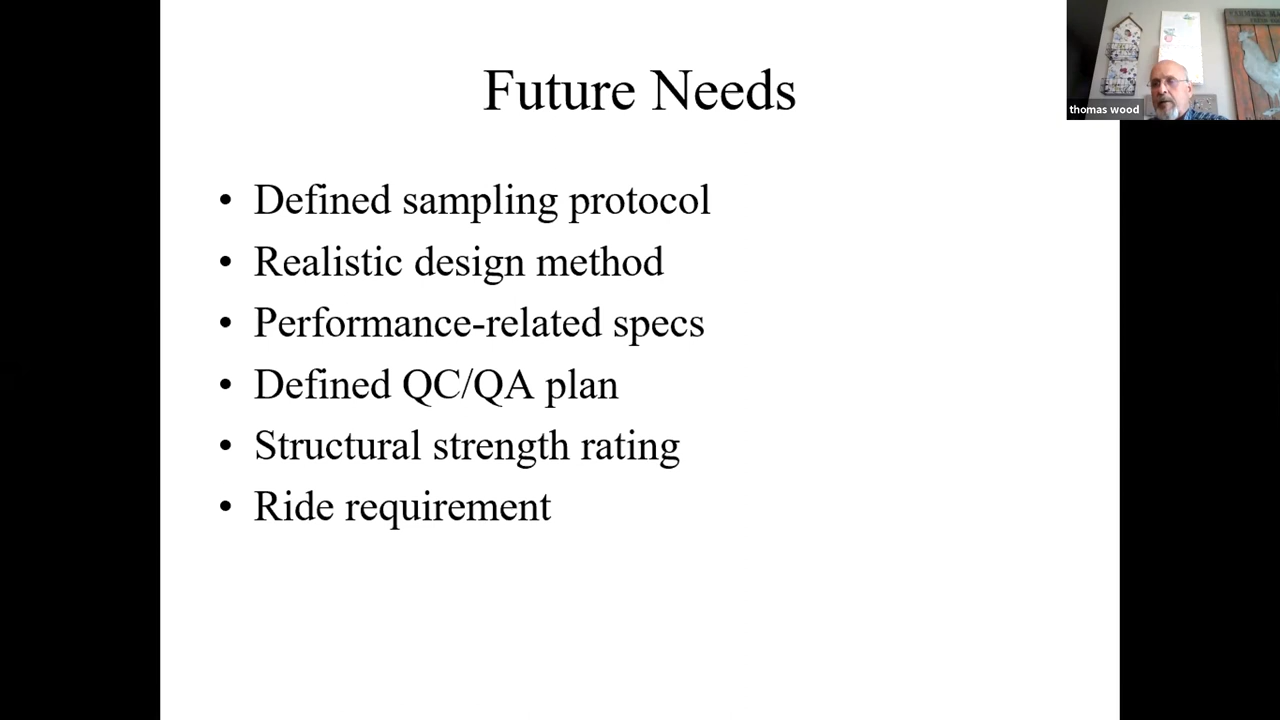 Future Needs
thomas wood
• Defined sampling protocol
• Realistic design method
• Performance-related specs
• Defined QC/QA plan
• Structural strength rating
• Ride requirement